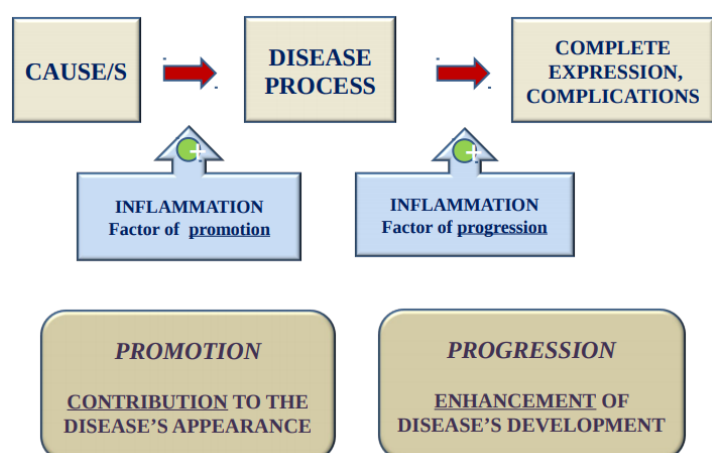 CAUSE/S
DISEASE
PROCESS
COMPLETE
EXPRESSION,
COMPLICATIONS
+
+
INFLAMMATION
Factor of promotion
INFLAMMATION
Factor of progression
PROMOTION
CONTRIBUTION TO THE
DISEASE’S APPEARANCE
PROGRESSION
ENHANCEMENT OF
DISEASE’S DEVELOPMENT